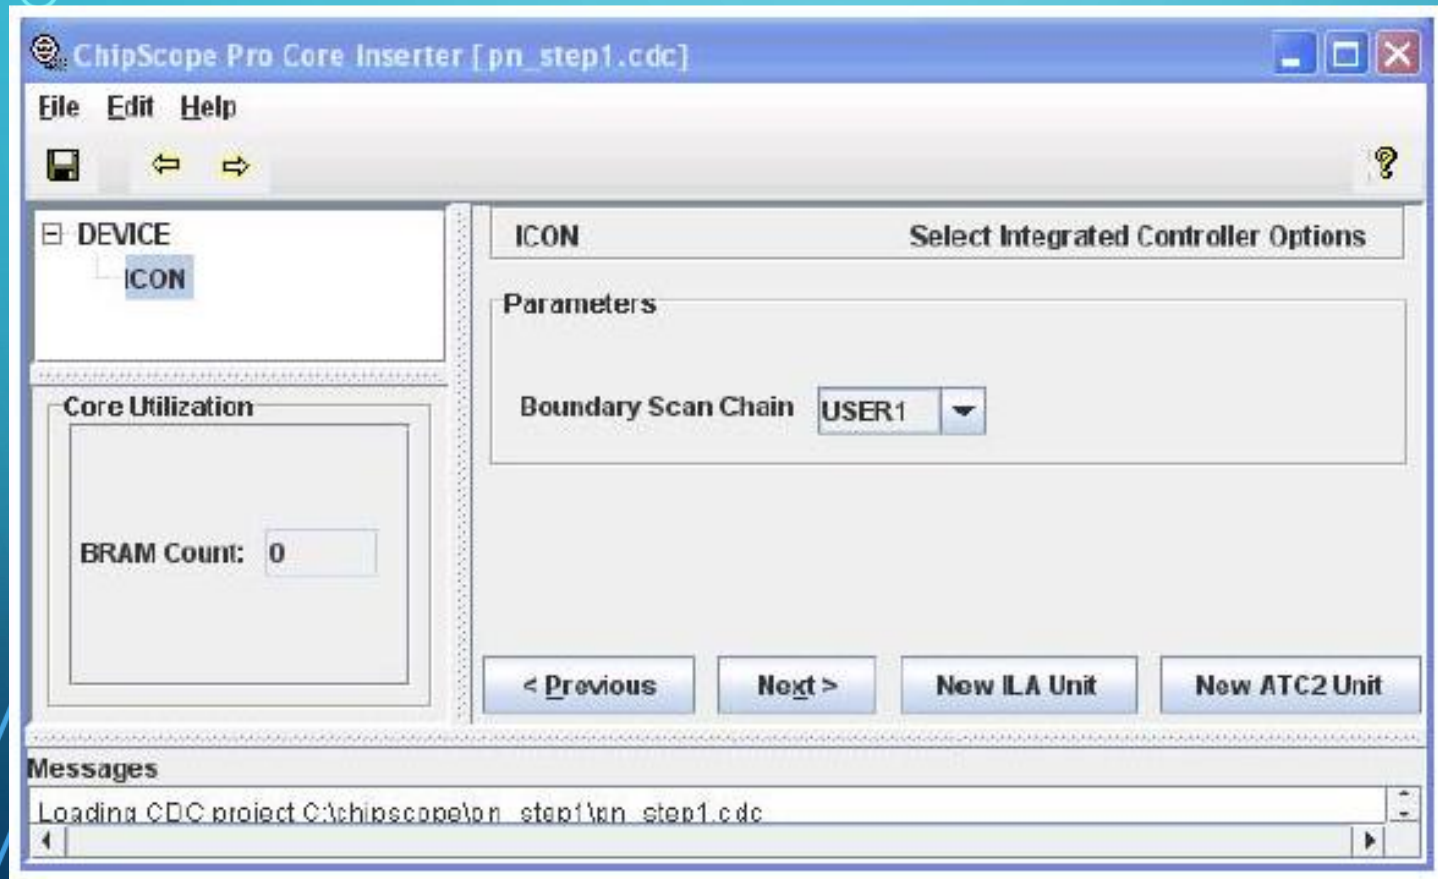 ChipScope Pro Core Inserter [pn_step1.cdc]
File Edit Help
DEVICE
ICON
ICON Select Integrated Controller Options
Parameters
Boundary Scan Chain USER1
Core Utilization
BRAM Count: 0
< Previous Next > New ILA Unit New ATC2 Unit
Messages
Loading CDC project C:\chipscope\pn_step1\pn_step1.cdc